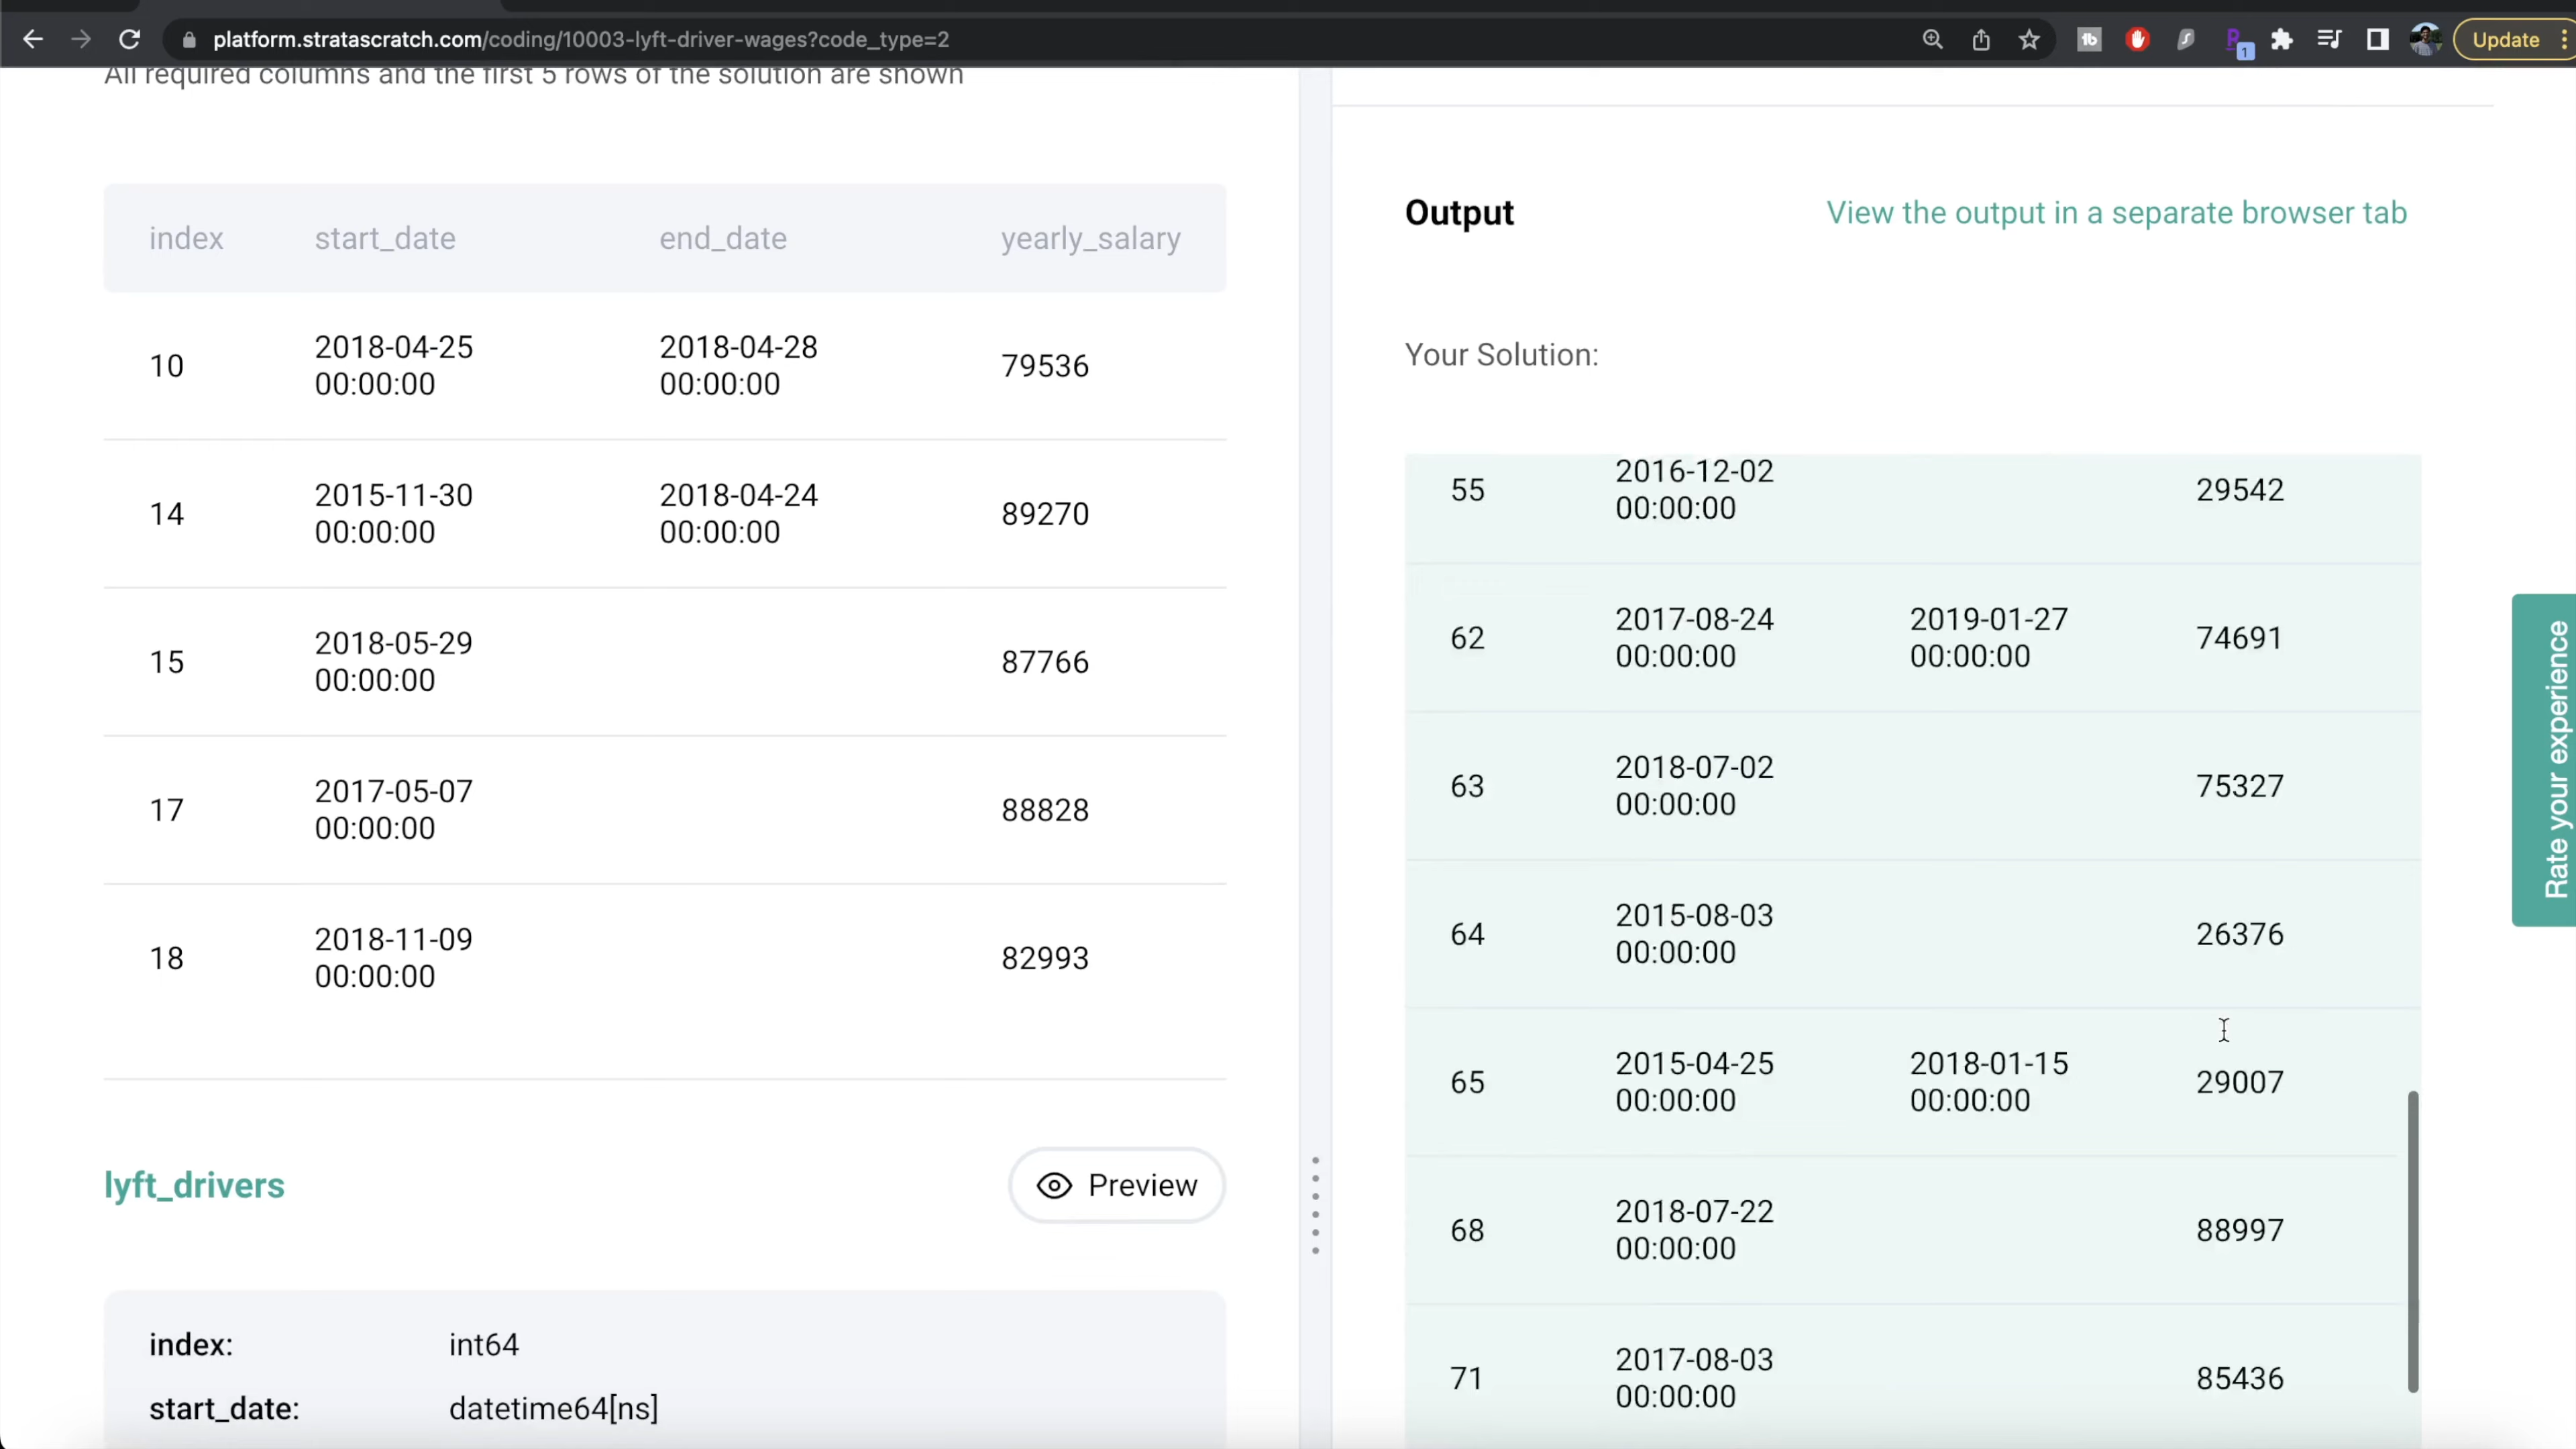 platform.stratascratch.com/coding/10003-lyft-driver-wages?code_type=2
Update
1
All required columns and the first 5 rows of the solution are shown
index start_date end_date yearly_salary
10 2018-04-25 00:00:00 2018-04-28 00:00:00 79536
14 2015-11-30 00:00:00 2018-04-24 00:00:00 89270
15 2018-05-29 00:00:00 87766
17 2017-05-07 00:00:00 88828
18 2018-11-09 00:00:00 82993
lyft_drivers
Preview
index: int64
start_date: datetime64[ns]
Output
View the output in a separate browser tab
Your Solution:
55 2016-12-02 00:00:00 29542
62 2017-08-24 00:00:00 2019-01-27 00:00:00 74691
63 2018-07-02 00:00:00 75327
64 2015-08-03 00:00:00 26376
65 2015-04-25 00:00:00 2018-01-15 00:00:00 29007
68 2018-07-22 00:00:00 88997
71 2017-08-03 00:00:00 85436
Rate your experience